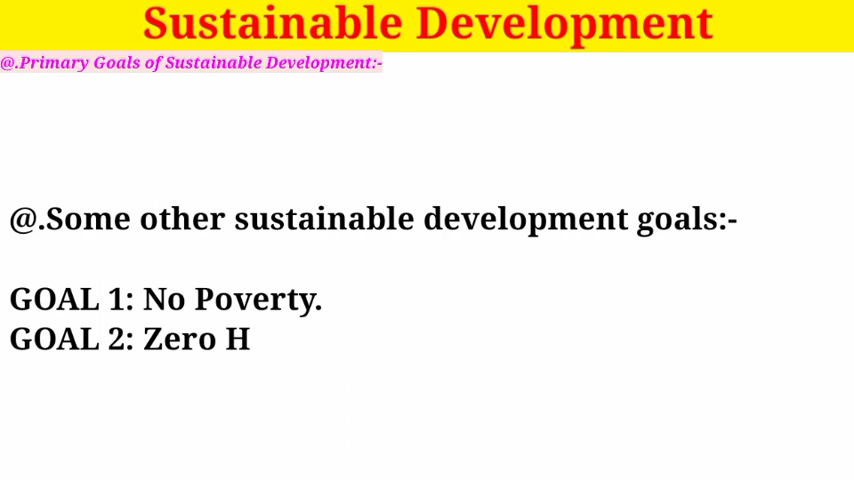 Sustainable Development
@.Primary Goals of Sustainable Development:-
@.Some other sustainable development goals:-
GOAL 1: No Poverty.
GOAL 2: Zero H